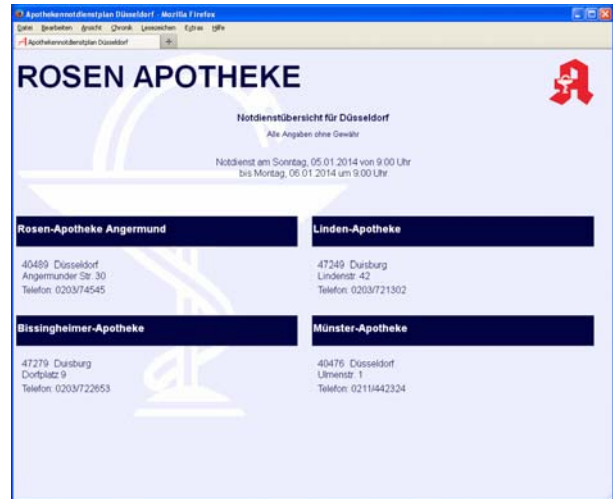 Apothekennotdienstplan Düsseldorf - Mozilla Firefox
Datei Bearbeiten Ansicht Chronik Lesezeichen Extras Hilfe
Apothekennotdienstplan Düsseldorf
ROSEN APOTHEKE
Notdienstübersicht für Düsseldorf
Alle Angaben ohne Gewähr
Notdienst am Sonntag, 05.01.2014 von 9:00 Uhr
bis Montag, 06.01.2014 um 9:00 Uhr
Rosen-Apotheke Angermund
40489 Düsseldorf
Angermunder Str. 30
Telefon: 0203/74545
Linden-Apotheke
47249 Duisburg
Lindenstr. 42
Telefon: 0203/721302
Bissingheimer-Apotheke
47279 Duisburg
Dorfplatz 9
Telefon: 0203/722653
Münster-Apotheke
40476 Düsseldorf
Ulmenstr. 1
Telefon: 0211/442324